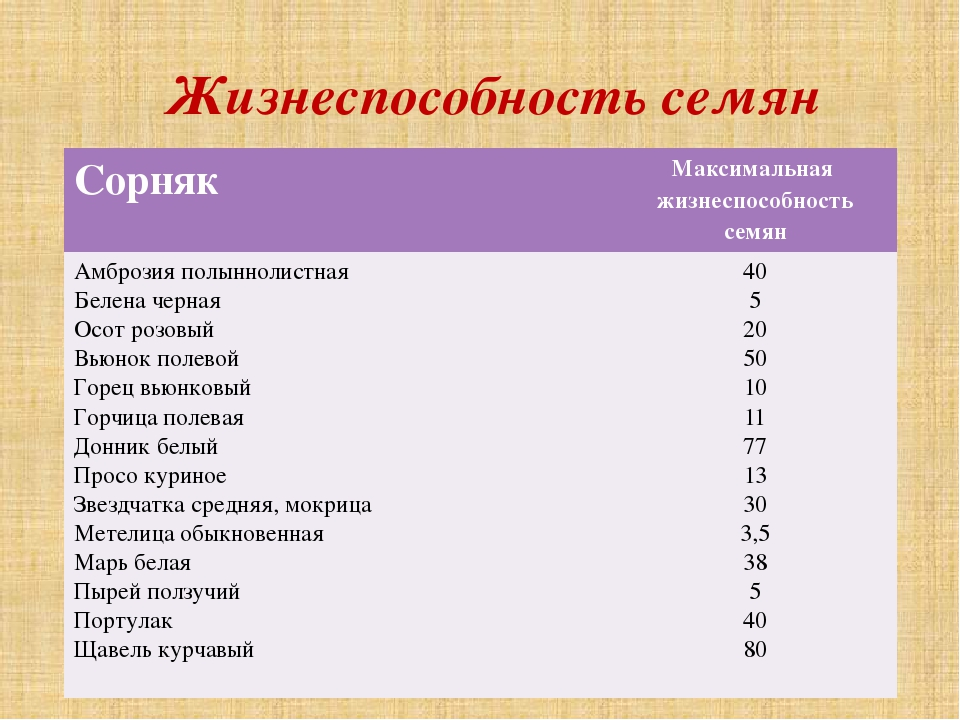 Жизнеспособность семян
Сорняк
Максимальная
жизнеспособность
семян
Амброзия полыннолистная 40
Белена черная 5
Осот розовый 20
Вьюнок полевой 50
Горец вьюнковый 10
Горчица полевая 11
Донник белый 77
Просо куриное 13
Звездчатка средняя, мокрица 30
Метелица обыкновенная 3,5
Марь белая 38
Пырей ползучий 5
Портулак 40
Щавель курчавый 80